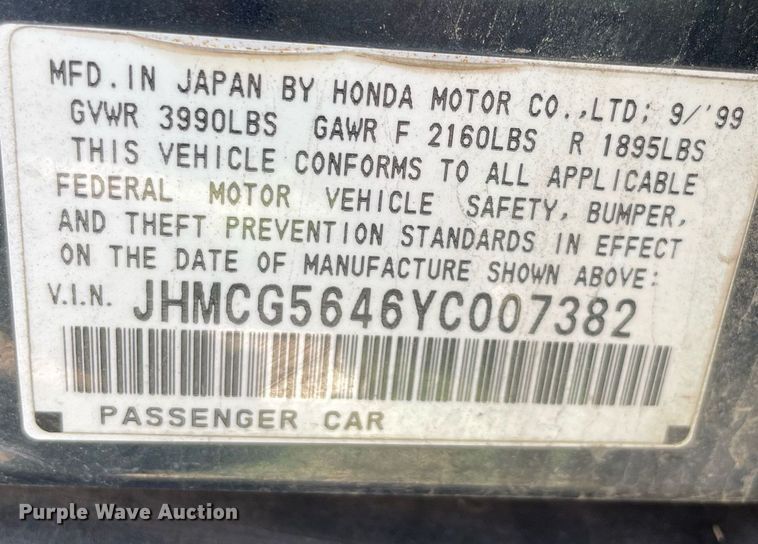 MFD. IN JAPAN BY HONDA MOTOR CO.,LTD; 9/'99
GVWR 3990LBS GAWR F 2160LBS R 1895LBS
THIS VEHICLE CONFORMS TO ALL APPLICABLE
FEDERAL MOTOR VEHICLE SAFETY, BUMPER,
AND THEFT PREVENTION STANDARDS IN EFFECT
ON THE DATE OF MANUFACTURE SHOWN ABOVE:
V.I.N. JHMCG5646YC007382
PASSENGER CAR
Purple Wave Auction